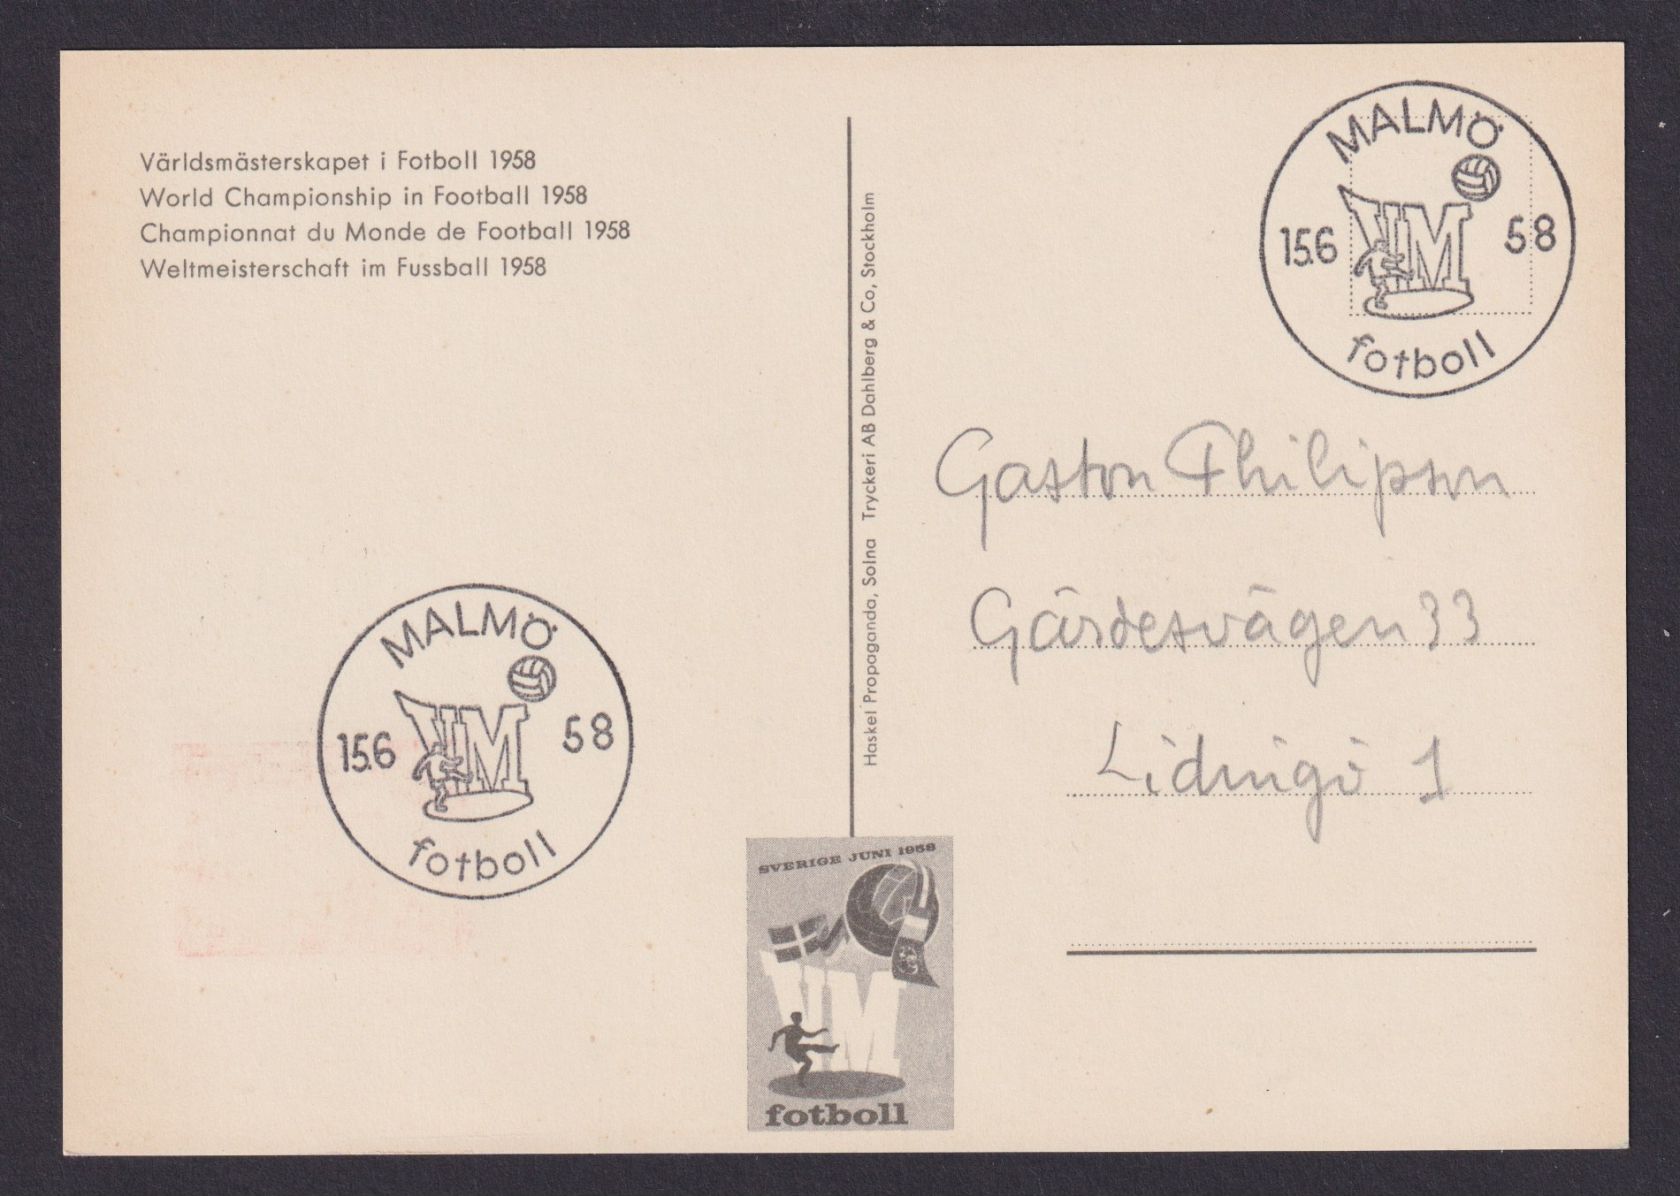 Världsmästerskapet i Fotboll 1958
World Championship in Football 1958
Championnat du Monde de Football 1958
Weltmeisterschaft im Fussball 1958
MALMÖ
15.6 VM 58
fotboll
Haskel Propaganda, Solna Tryckeri AB Dahlberg & Co, Stockholm
SVERIGE JUNI 1958
VM
fotboll
MALMÖ
15.6 VM 58
fotboll
Gaston Philipson
Gärdesvägen 33
Lidingö 1